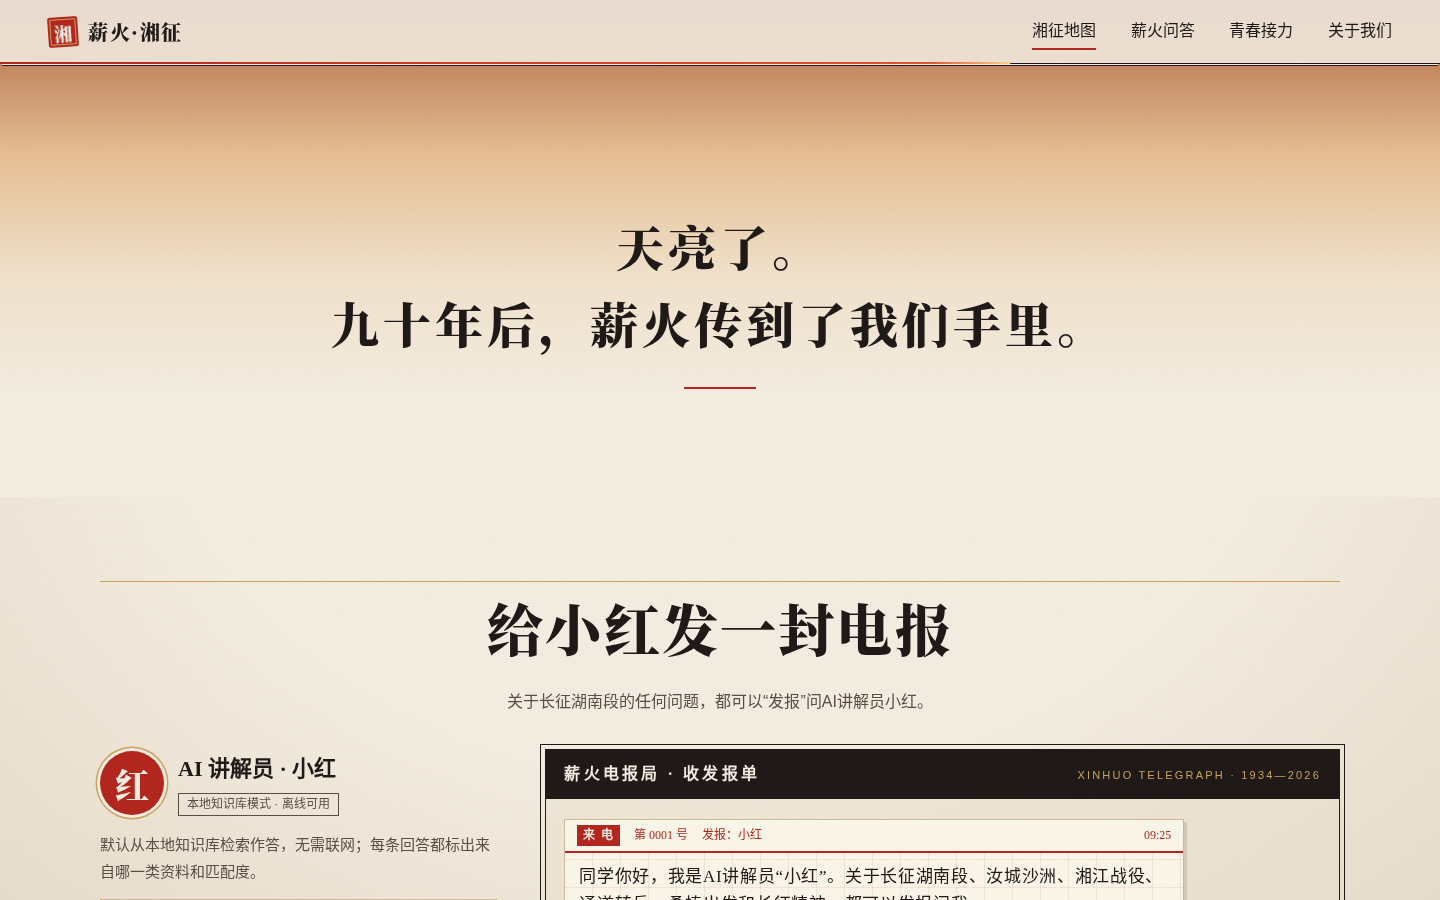 湘 薪火·湘征
湘征地图 薪火问答 青春接力 关于我们
天亮了。
九十年后，薪火传到了我们手里。
给小红发一封电报
关于长征湖南段的任何问题，都可以“发报”问AI讲解员小红。
红
AI 讲解员 · 小红
本地知识库模式 · 离线可用
默认从本地知识库检索作答，无需联网；每条回答都标出来
自哪一类资料和匹配度。
薪火电报局 · 收发报单 XINHUO TELEGRAPH · 1934—2026
来电 第 0001 号 发报：小红 09:25
同学你好，我是AI讲解员“小红”。关于长征湖南段、汝城沙洲、湘江战役、